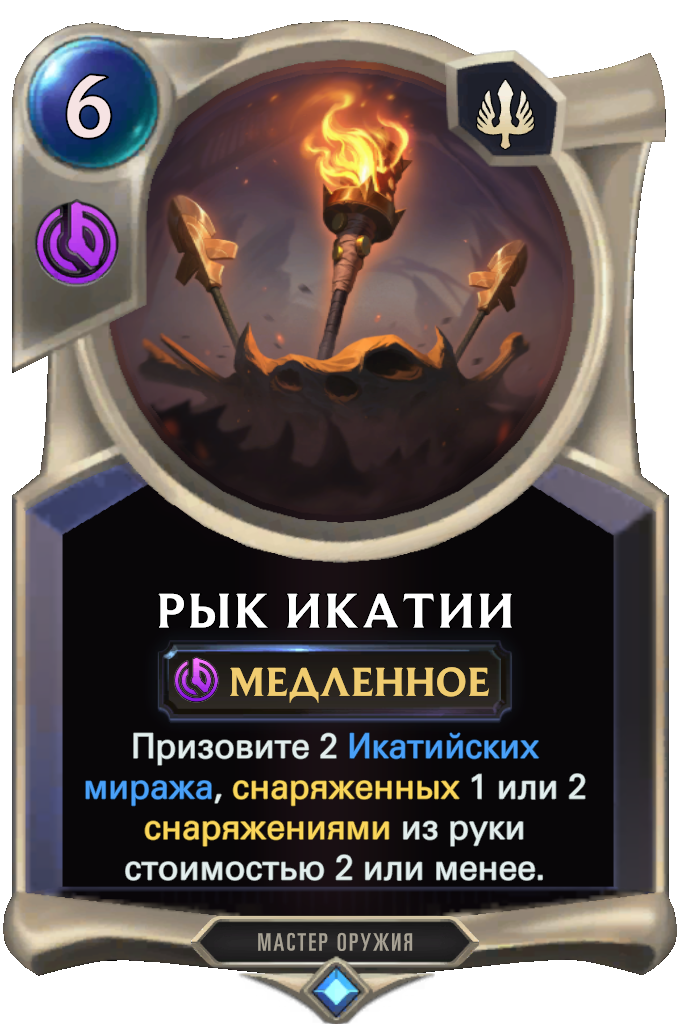 6
РЫК ИКАТИИ
МЕДЛЕННОЕ
Призовите 2 Икатийских
миража, снаряженных 1 или 2
снаряжениями из руки
стоимостью 2 или менее.
МАСТЕР ОРУЖИЯ